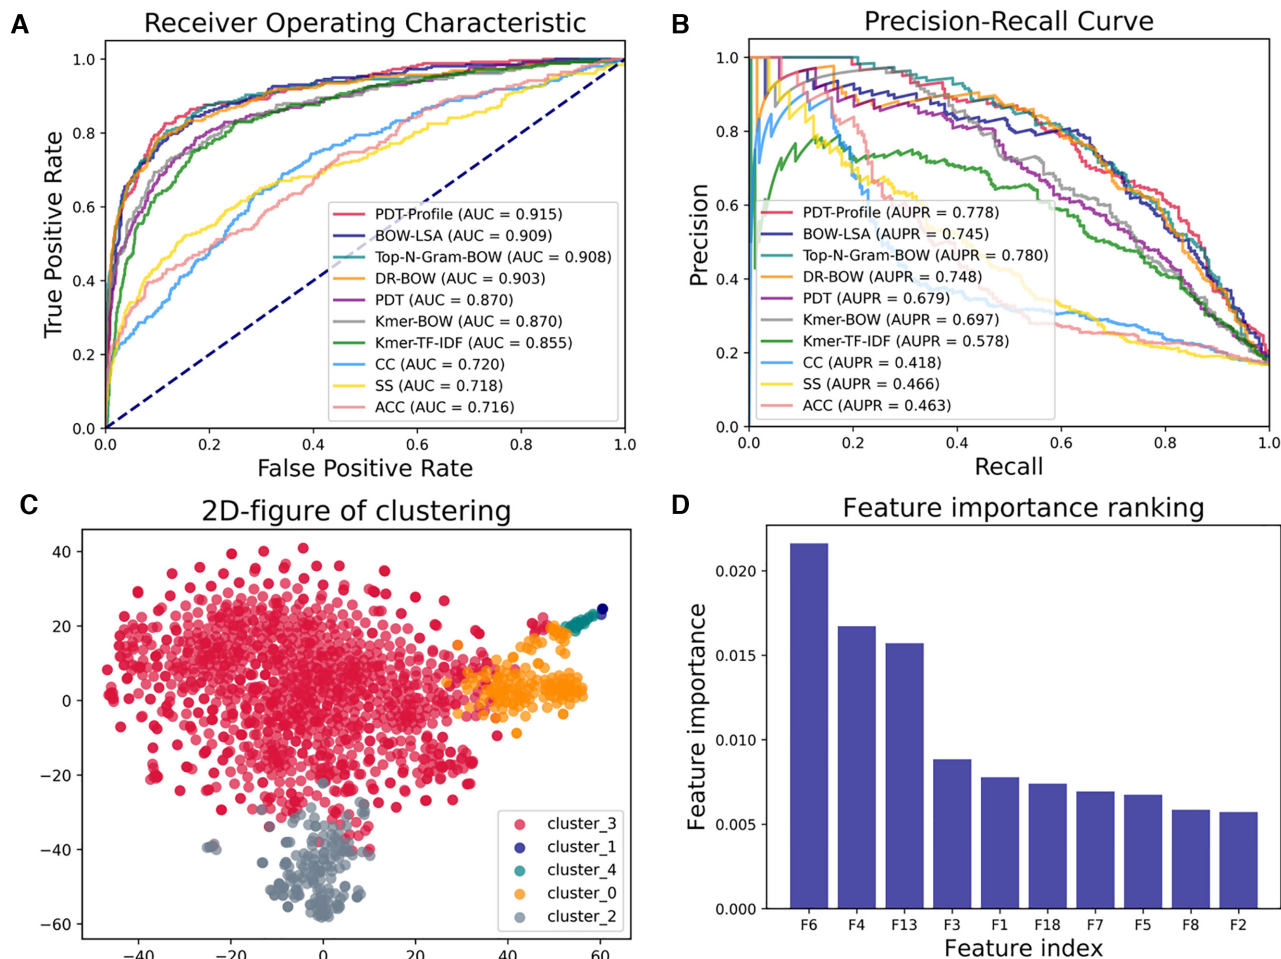 A
Receiver Operating Characteristic
True Positive Rate
1.0
0.8
0.6
0.4
0.2
0.0
PDT-Profile (AUC = 0.915)
BOW-LSA (AUC = 0.909)
Top-N-Gram-BOW (AUC = 0.908)
DR-BOW (AUC = 0.903)
PDT (AUC = 0.870)
Kmer-BOW (AUC = 0.870)
Kmer-TF-IDF (AUC = 0.855)
CC (AUC = 0.720)
SS (AUC = 0.718)
ACC (AUC = 0.716)
0.0 0.2 0.4 0.6 0.8 1.0
False Positive Rate
B
Precision-Recall Curve
Precision
1.0
0.8
0.6
0.4
0.2
0.0
PDT-Profile (AUPR = 0.778)
BOW-LSA (AUPR = 0.745)
Top-N-Gram-BOW (AUPR = 0.780)
DR-BOW (AUPR = 0.748)
PDT (AUPR = 0.679)
Kmer-BOW (AUPR = 0.697)
Kmer-TF-IDF (AUPR = 0.578)
CC (AUPR = 0.418)
SS (AUPR = 0.466)
ACC (AUPR = 0.463)
0.0 0.2 0.4 0.6 0.8 1.0
Recall
C
2D-figure of clustering
40
20
0
−20
−40
−60
cluster_3
cluster_1
cluster_4
cluster_0
cluster_2
−40 −20 0 20 40 60
D
Feature importance ranking
Feature importance
0.020
0.015
0.010
0.005
0.000
F6 F4 F13 F3 F1 F18 F7 F5 F8 F2
Feature index